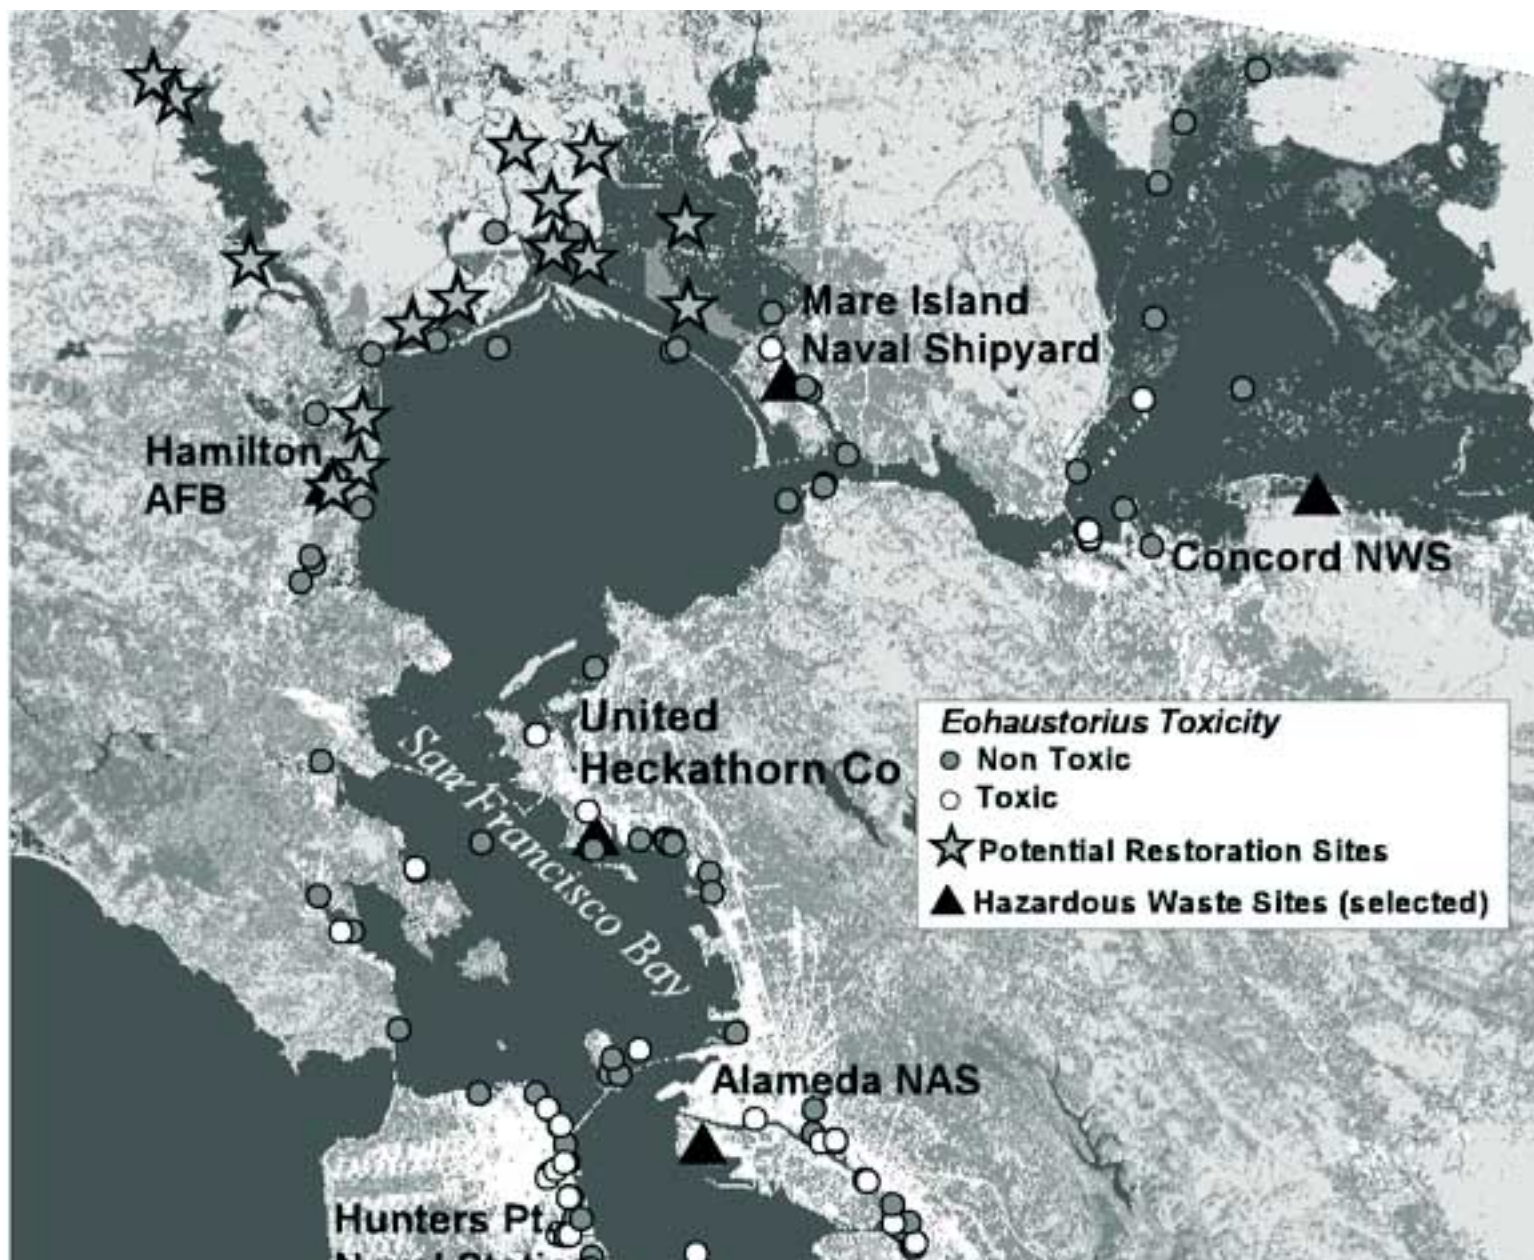 Mare Island
Naval Shipyard
Hamilton
AFB
Concord NWS
United
Heckathorn Co
San Francisco Bay
Eohaustorius Toxicity
Non Toxic
Toxic
Potential Restoration Sites
Hazardous Waste Sites (selected)
Alameda NAS
Hunters Pt.